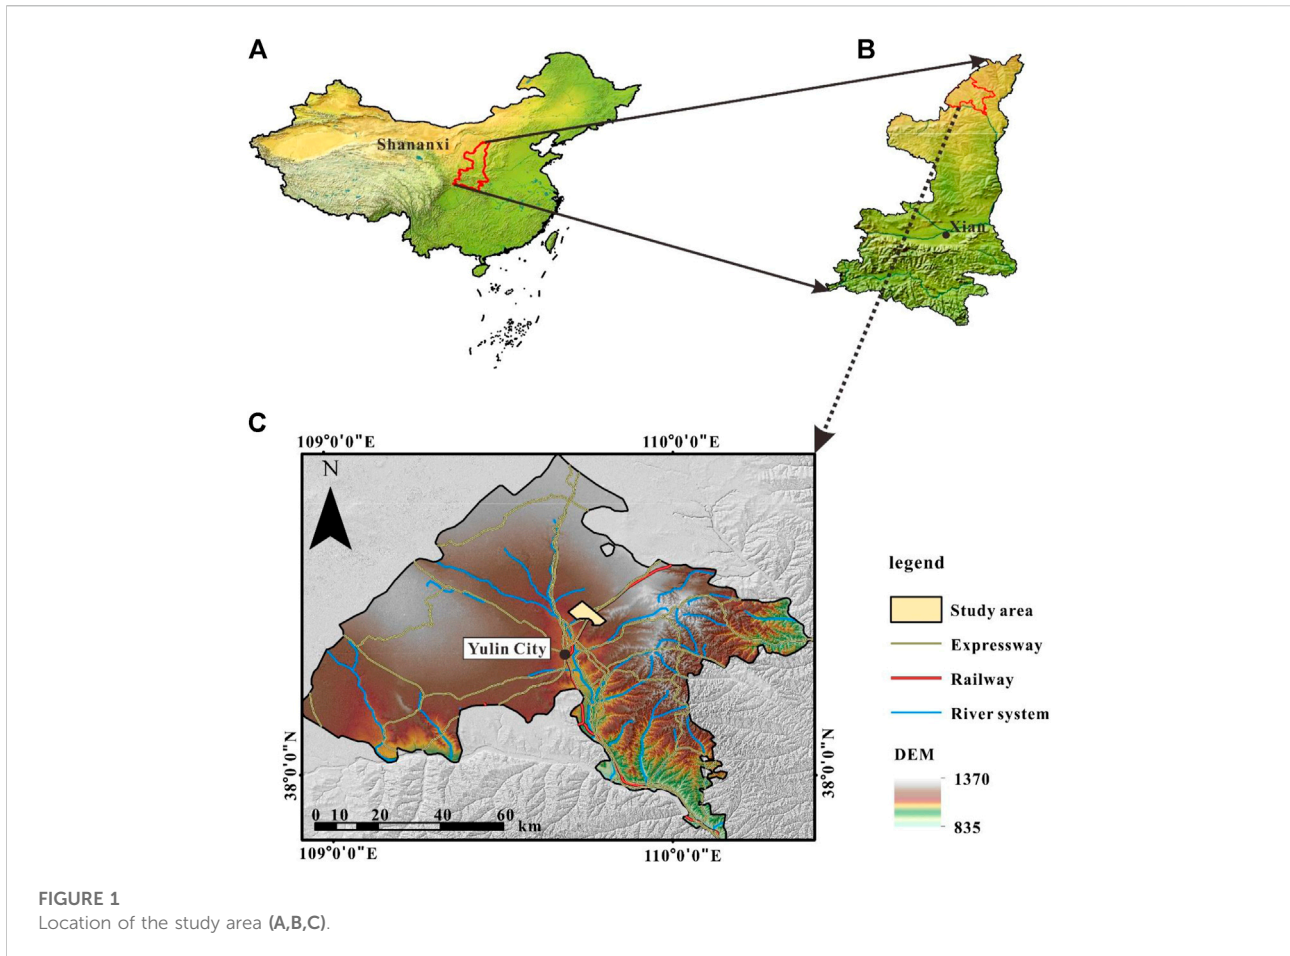 A
B
Shananxi
Xian
C
109°0'0"E
110°0'0"E
N
Yulin City
38°0'0"N
38°0'0"N
0 10 20 40 60
km
109°0'0"E
110°0'0"E
legend
Study area
Expressway
Railway
River system
DEM
1370
835
FIGURE 1
Location of the study area (A,B,C).